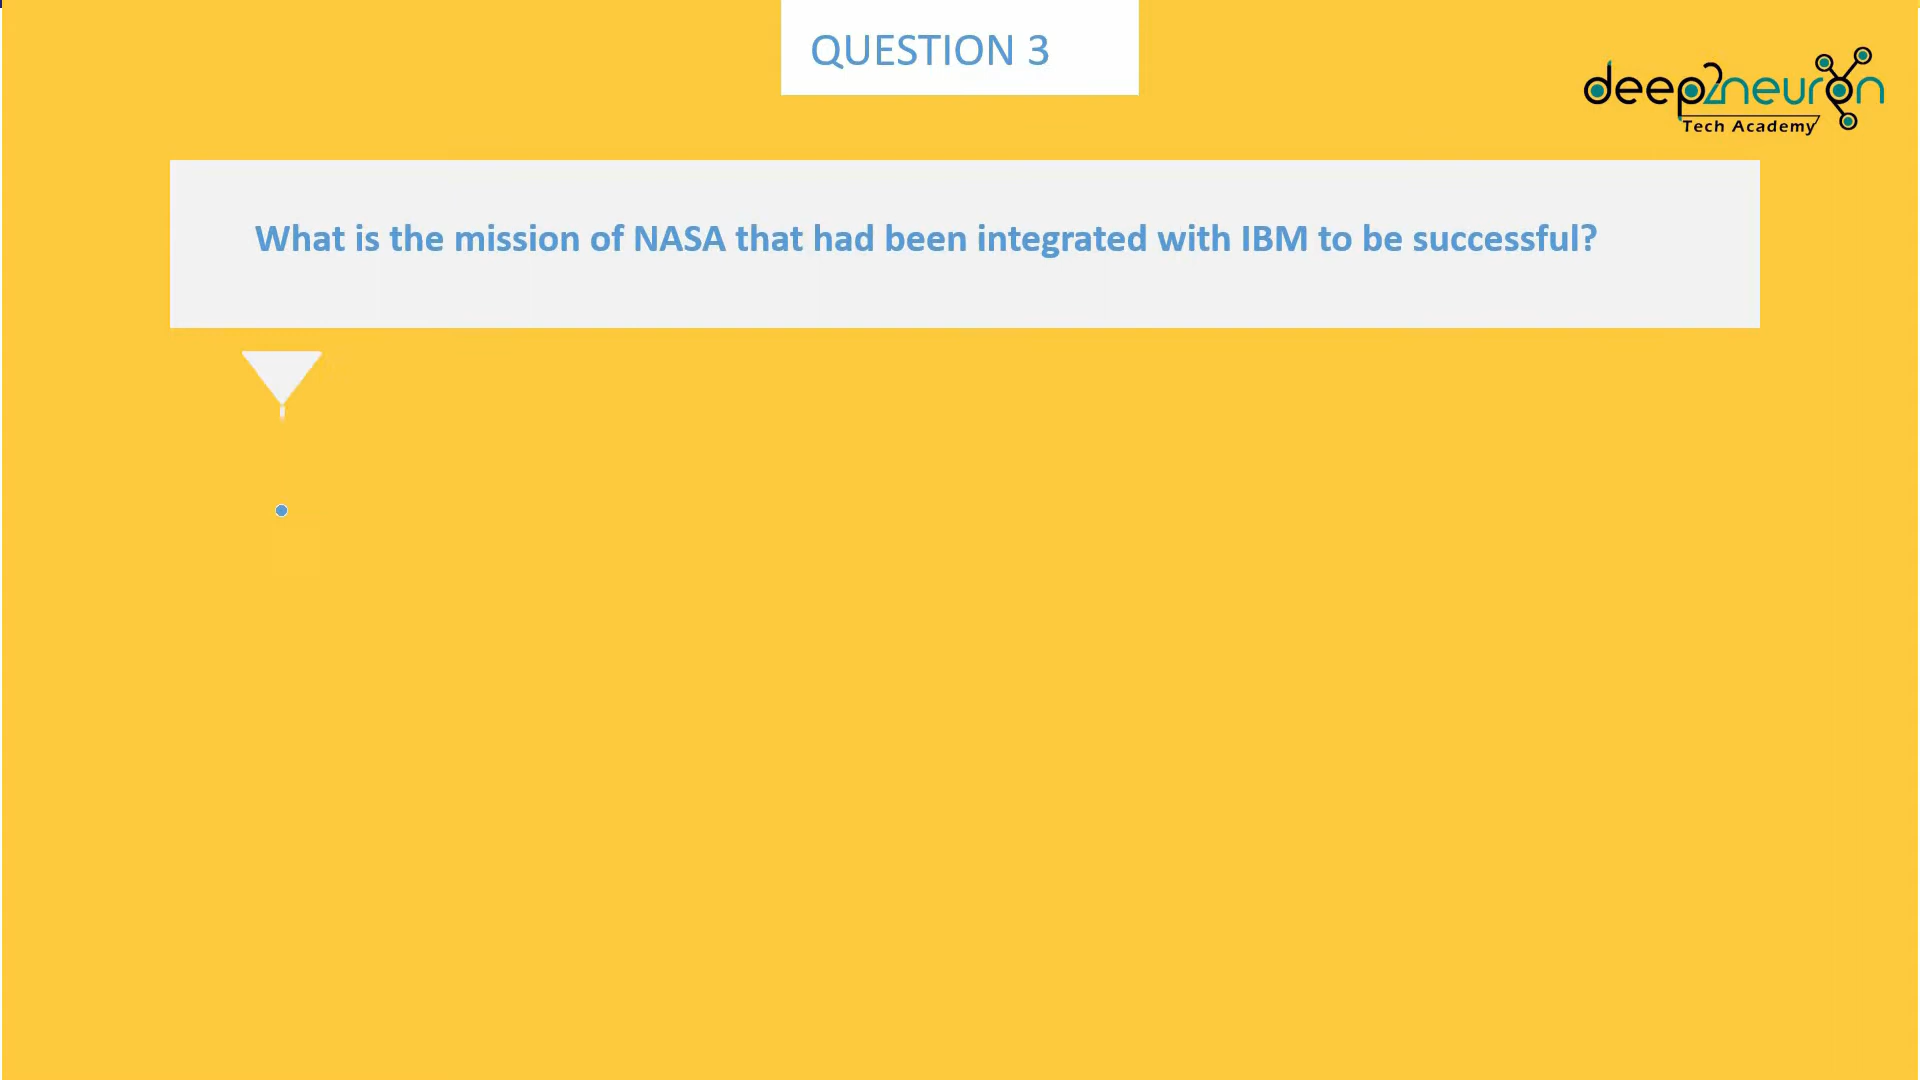 QUESTION 3
deep2neuron
Tech Academy
What is the mission of NASA that had been integrated with IBM to be successful?